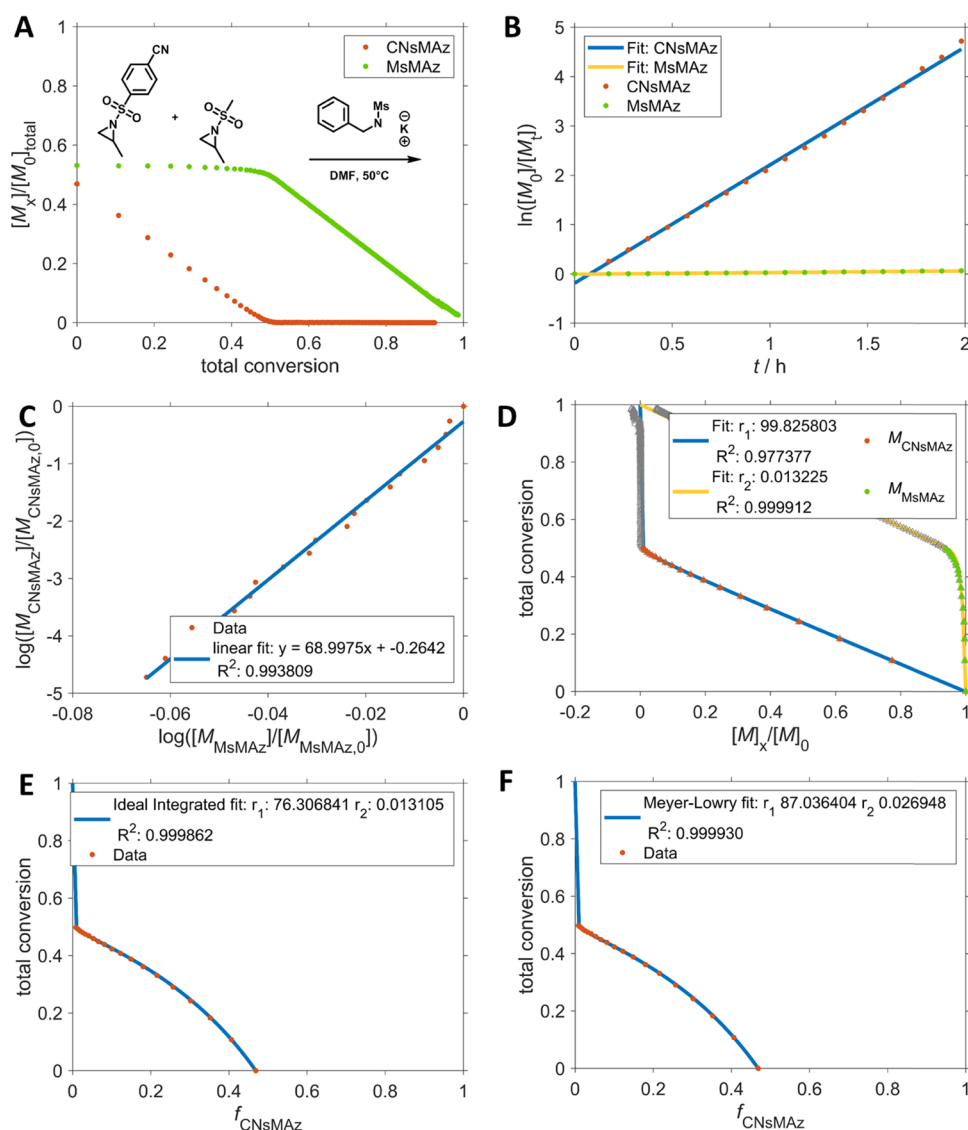 A
CNsMAz
MsMAz
CN
O
S
O
N
+
O
S
O
N
Ms
N
⊖
K
⊕
DMF, 50°C
[Mx]/[M0]total
1
0.8
0.6
0.4
0.2
0
0 0.2 0.4 0.6 0.8 1
total conversion
B
Fit: CNsMAz
Fit: MsMAz
CNsMAz
MsMAz
ln([M0]/[Mt])
5
4
3
2
1
0
-1
0 0.5 1 1.5 2
t / h
C
log([MCNsMAz]/[MCNsMAz,0])
0
-1
-2
-3
-4
-5
Data
linear fit: y = 68.9975x + -0.2642
R2: 0.993809
-0.08 -0.06 -0.04 -0.02 0
log([MMsMAz]/[MMsMAz,0])
D
Fit: r1: 99.825803
R2: 0.977377
Fit: r2: 0.013225
R2: 0.999912
MCNsMAz
MMsMAz
total conversion
1
0.8
0.6
0.4
0.2
0
-0.2 0 0.2 0.4 0.6 0.8 1
[M]x/[M]0
E
Ideal Integrated fit: r1: 76.306841 r2: 0.013105
R2: 0.999862
Data
total conversion
1
0.8
0.6
0.4
0.2
0
0 0.2 0.4 0.6 0.8 1
fCNsMAz
F
Meyer-Lowry fit: r1 87.036404 r2 0.026948
R2: 0.999930
Data
total conversion
1
0.8
0.6
0.4
0.2
0
0 0.2 0.4 0.6 0.8 1
fCNsMAz